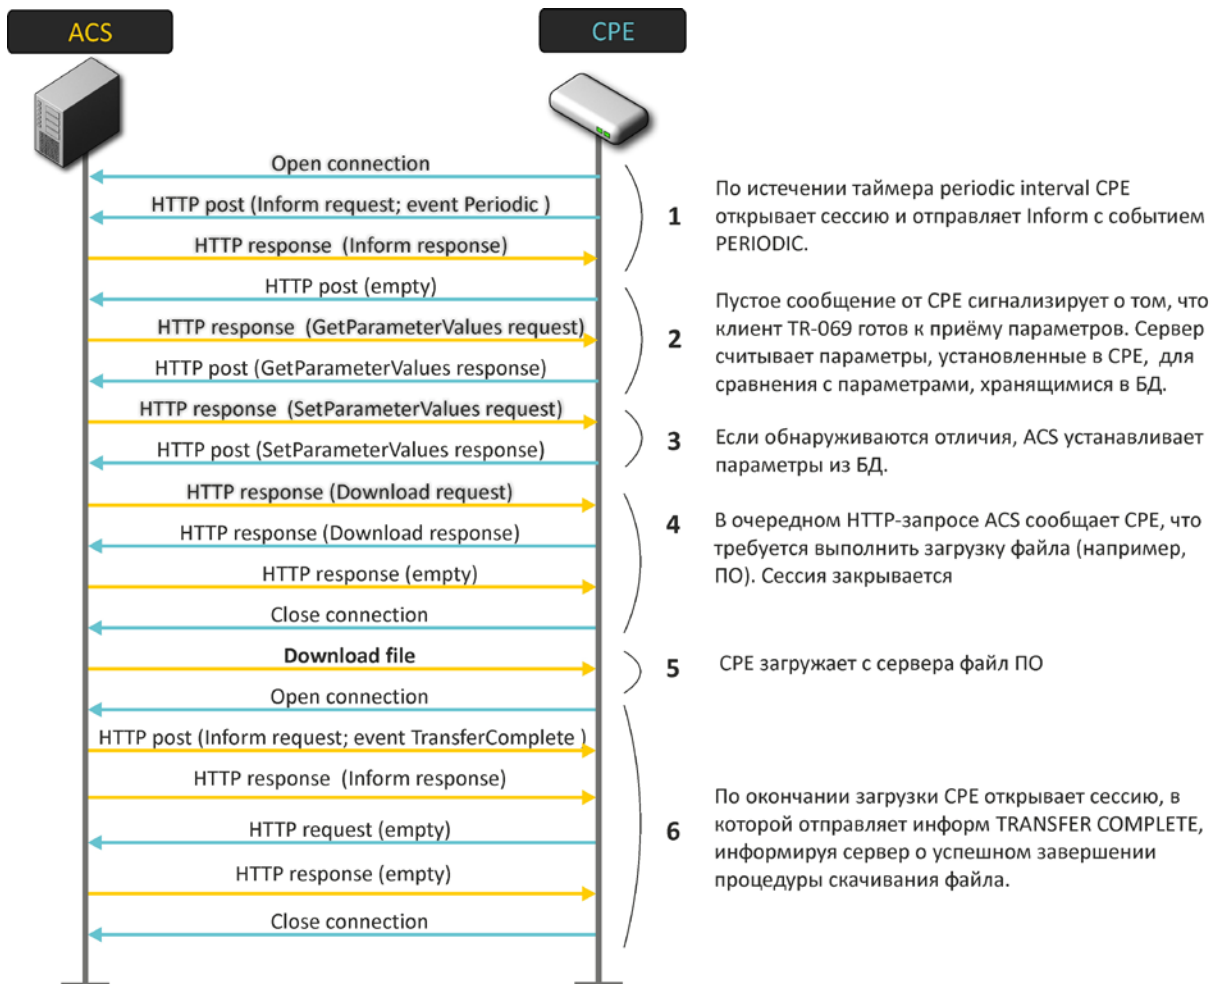 ACS
CPE
Open connection
HTTP post (Inform request; event Periodic )
HTTP response  (Inform response)
1
По истечении таймера periodic interval CPE
открывает сессию и отправляет Inform с событием
PERIODIC.
HTTP post (empty)
HTTP response  (GetParameterValues request)
HTTP post (GetParameterValues response)
2
Пустое сообщение от CPE сигнализирует о том, что
клиент TR-069 готов к приёму параметров. Сервер
считывает параметры, установленные в CPE,  для
сравнения с параметрами, хранящимися в БД.
HTTP response  (SetParameterValues request)
HTTP post (SetParameterValues response)
3
Если обнаруживаются отличия, ACS устанавливает
параметры из БД.
HTTP response (Download request)
HTTP response (Download response)
HTTP response (empty)
Close connection
4
В очередном HTTP-запросе ACS сообщает CPE, что
требуется выполнить загрузку файла (например,
ПО). Сессия закрывается
Download file
5
CPE загружает с сервера файл ПО
Open connection
HTTP post (Inform request; event TransferComplete )
HTTP response  (Inform response)
HTTP request (empty)
HTTP response (empty)
Close connection
6
По окончании загрузки CPE открывает сессию, в
которой отправляет информ TRANSFER COMPLETE,
информируя сервер о успешном завершении
процедуры скачивания файла.